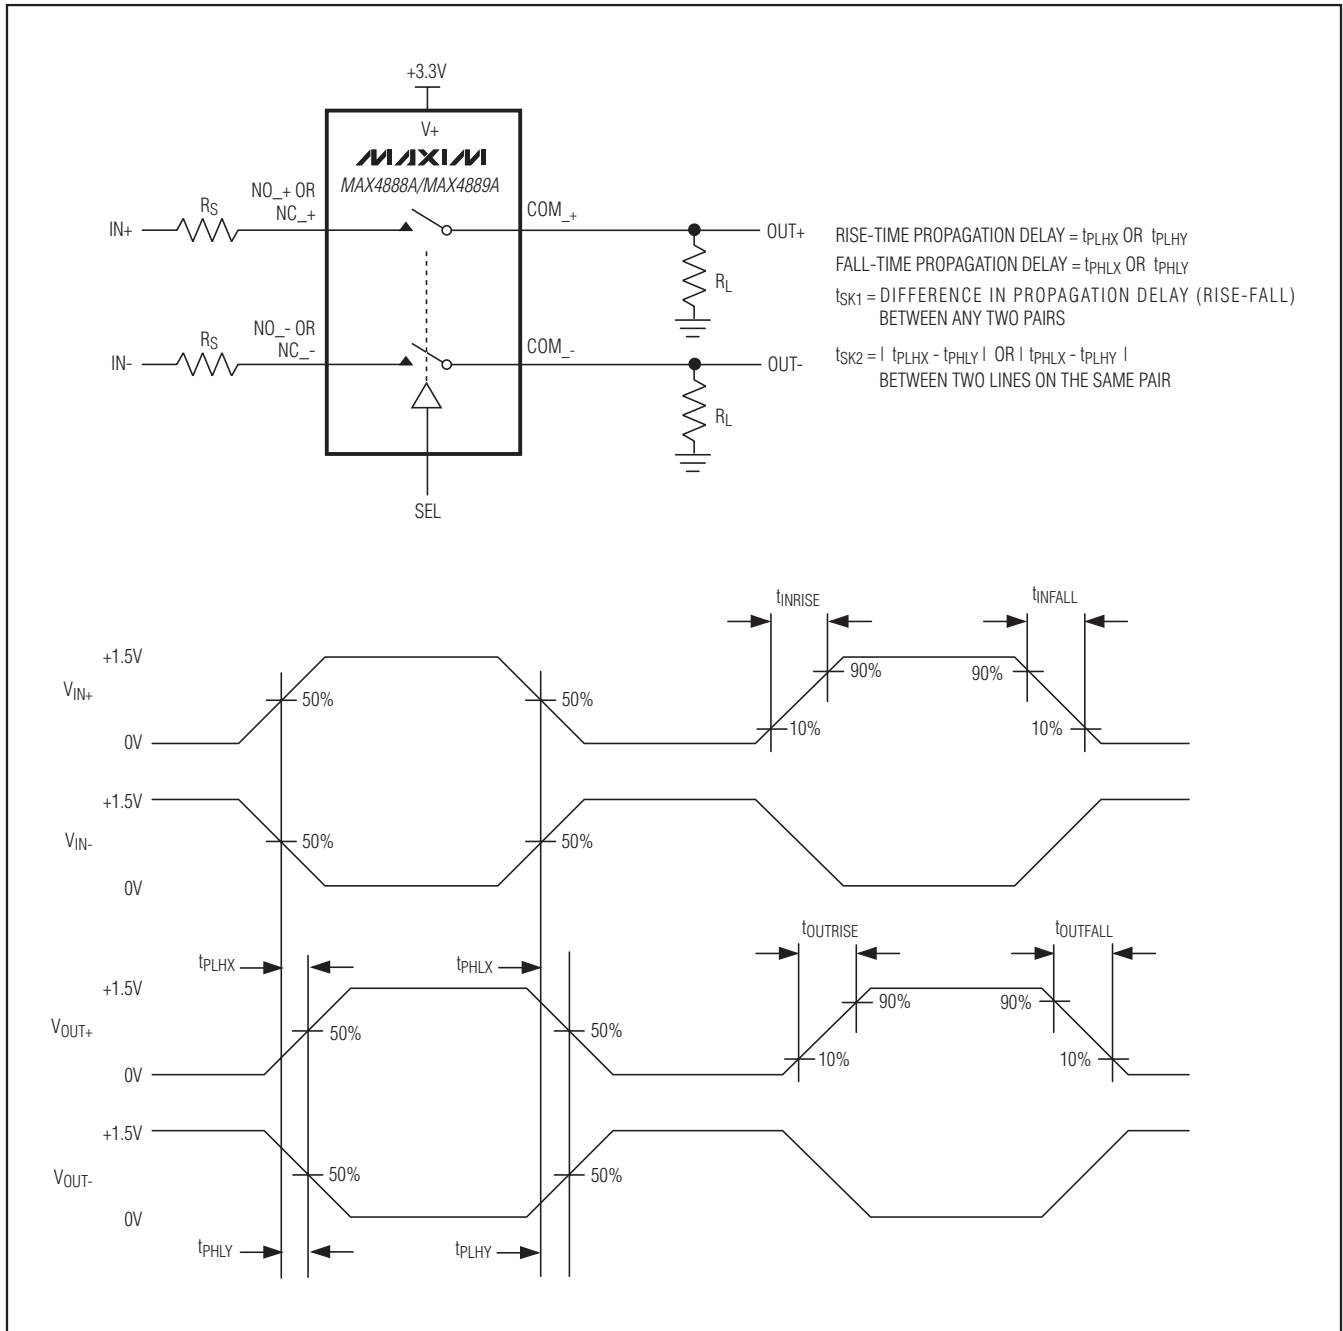 +3.3V
V+
MAXIM
MAX4888A/MAX4889A
IN+
RS
NO_+ OR
NC_+
COM_+
OUT+
RL
IN-
RS
NO_- OR
NC_-
COM_-
OUT-
RL
SEL
RISE-TIME PROPAGATION DELAY = tPLHX OR tPLHY
FALL-TIME PROPAGATION DELAY = tPHLX OR tPHLY
tSK1 = DIFFERENCE IN PROPAGATION DELAY (RISE-FALL)
BETWEEN ANY TWO PAIRS
tSK2 = | tPLHX - tPHLY | OR | tPHLX - tPLHY |
BETWEEN TWO LINES ON THE SAME PAIR
tINRISE
tINFALL
+1.5V
VIN+
0V
50%
50%
90%
10%
90%
10%
+1.5V
VIN-
0V
50%
50%
tOUTRISE
tOUTFALL
tPLHX
tPHLX
+1.5V
VOUT+
0V
50%
50%
90%
10%
90%
10%
+1.5V
VOUT-
0V
50%
50%
tPHLY
tPLHY